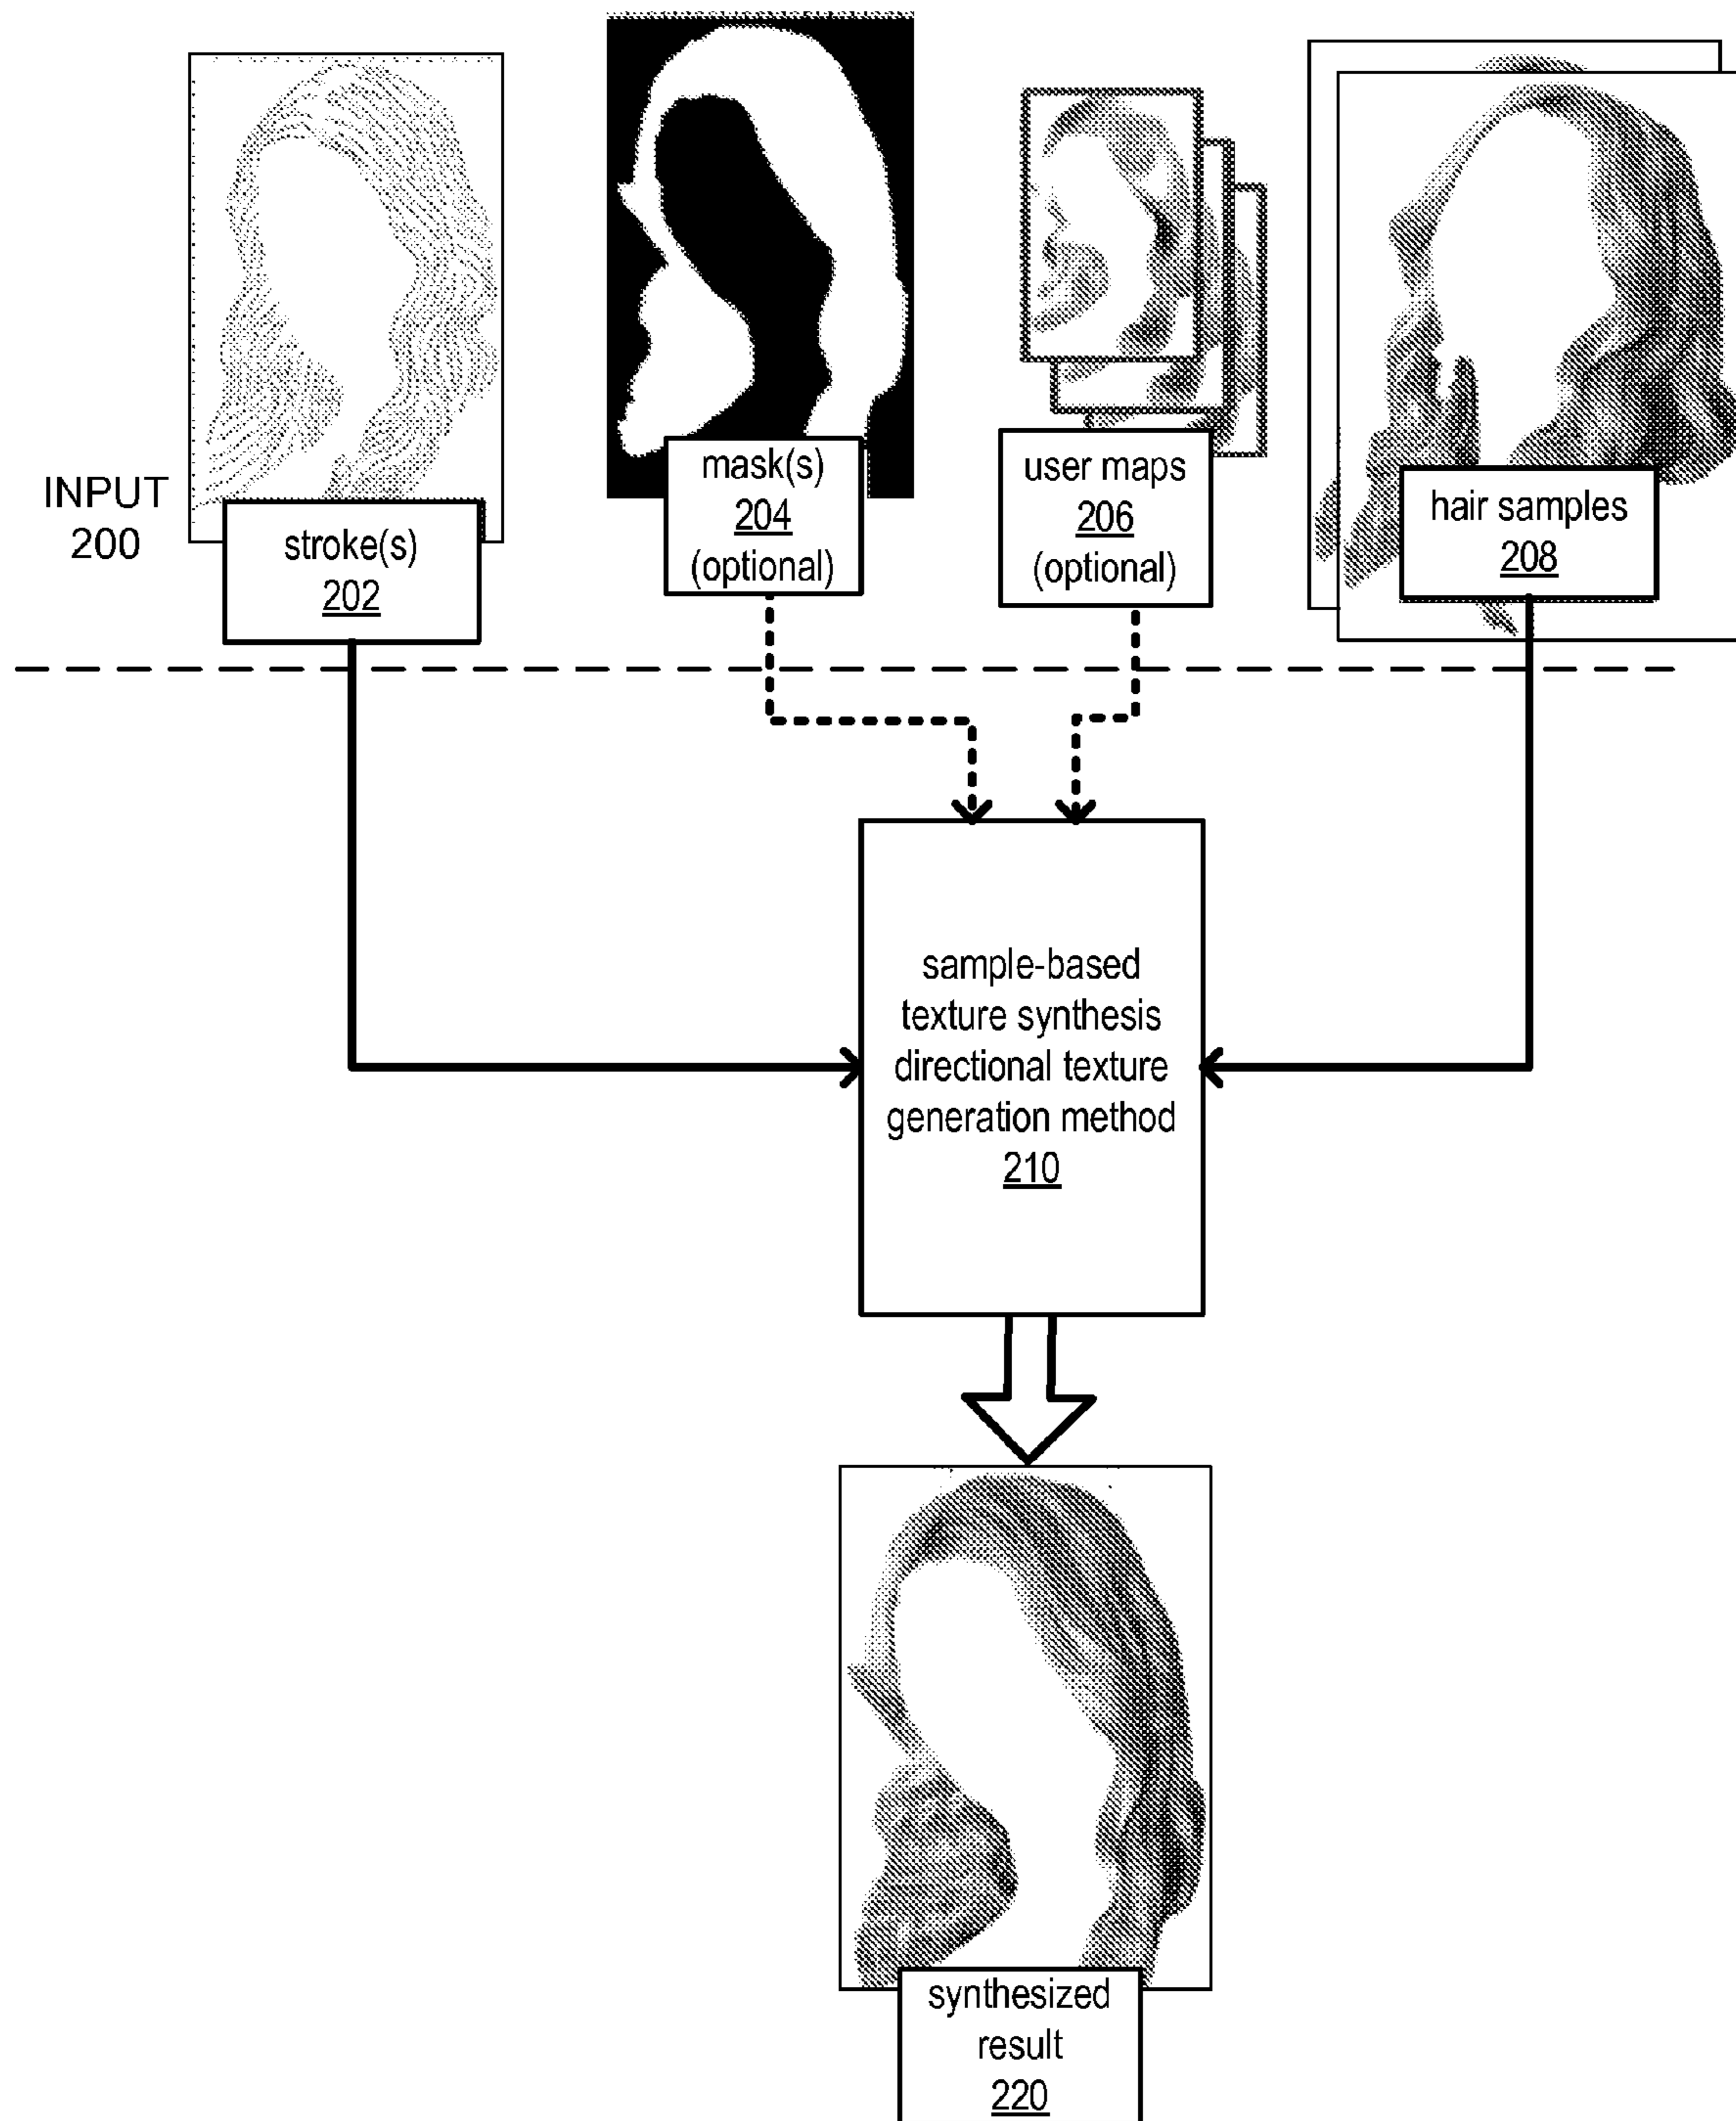 INPUT
200
stroke(s)
202
mask(s)
204
(optional)
user maps
206
(optional)
hair samples
208
sample-based
texture synthesis
directional texture
generation method
210
synthesized
result
220